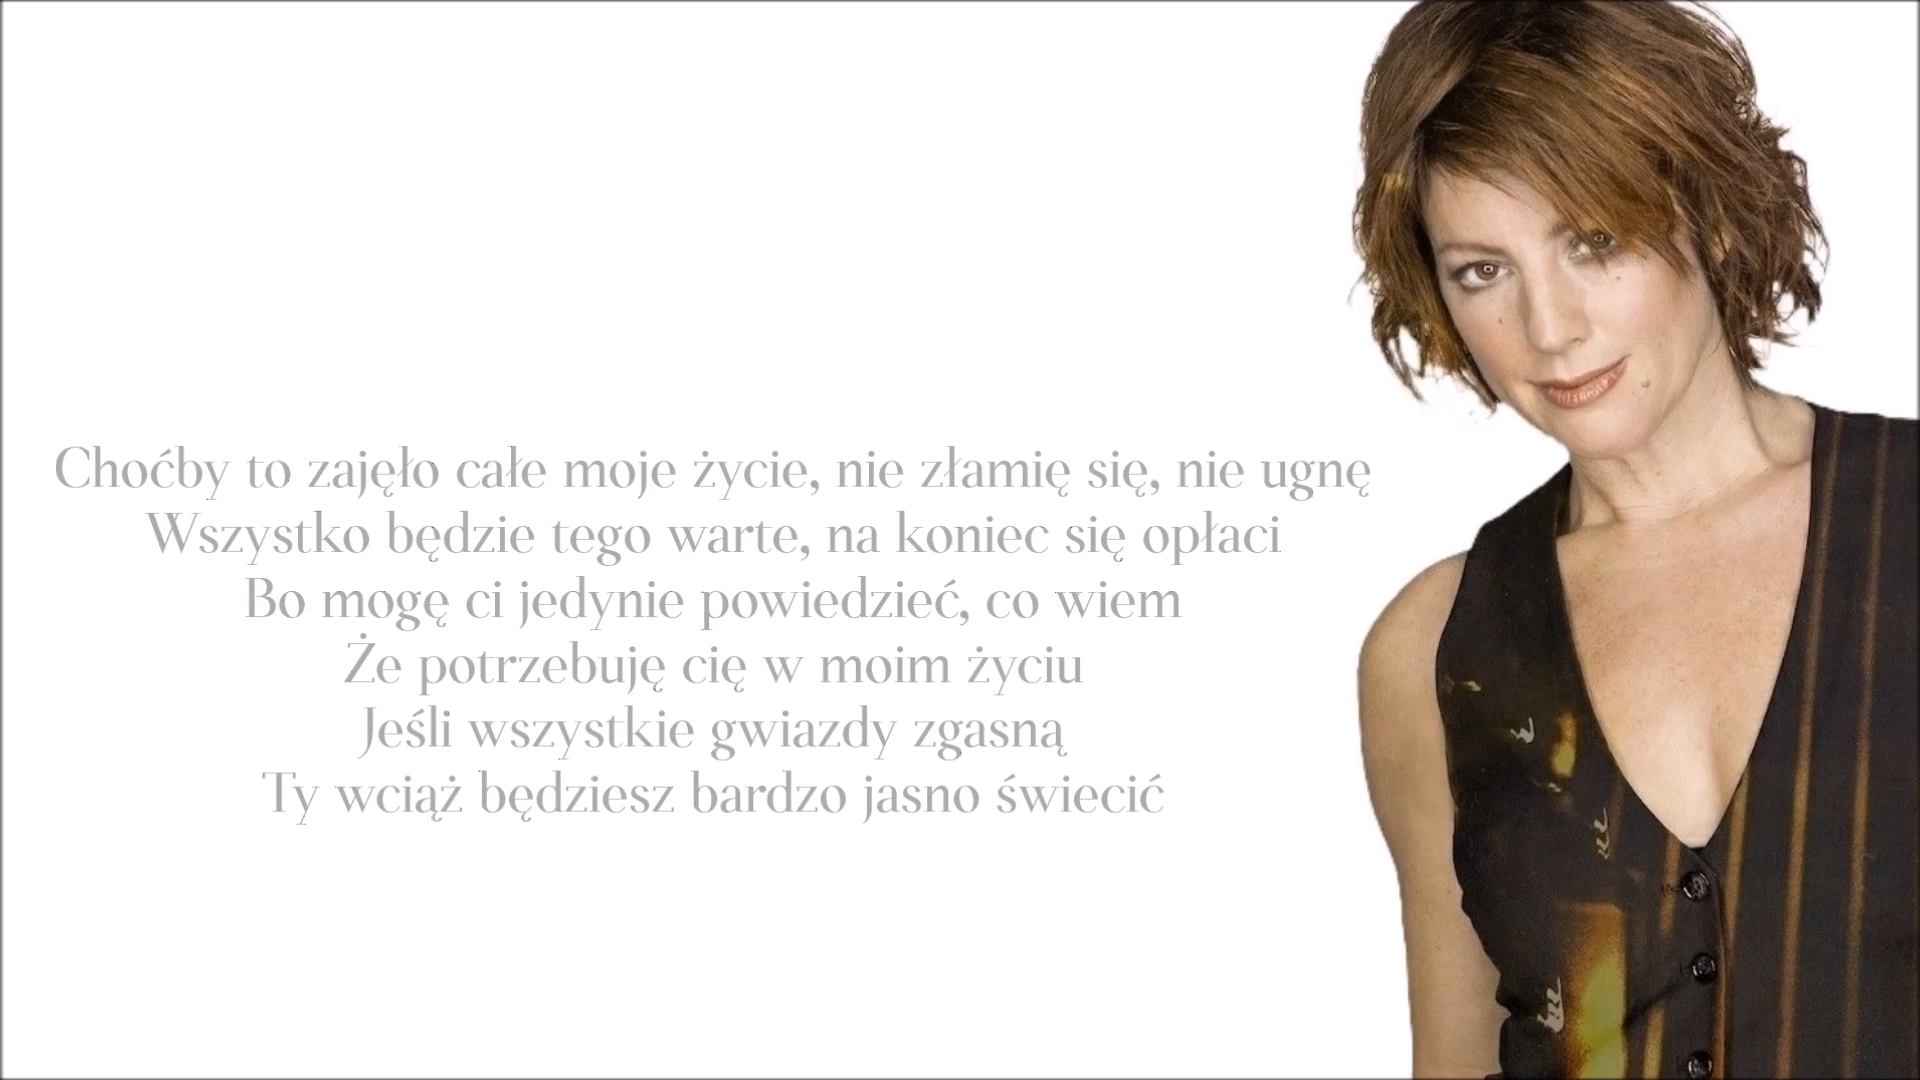 Choćby to zajęło całe moje życie, nie złamię się, nie ugnę
Wszystko będzie tego warte, na koniec się opłaci
Bo mogę ci jedynie powiedzieć, co wiem
Że potrzebuję cię w moim życiu
Jeśli wszystkie gwiazdy zgasną
Ty wciąż będziesz bardzo jasno świecić